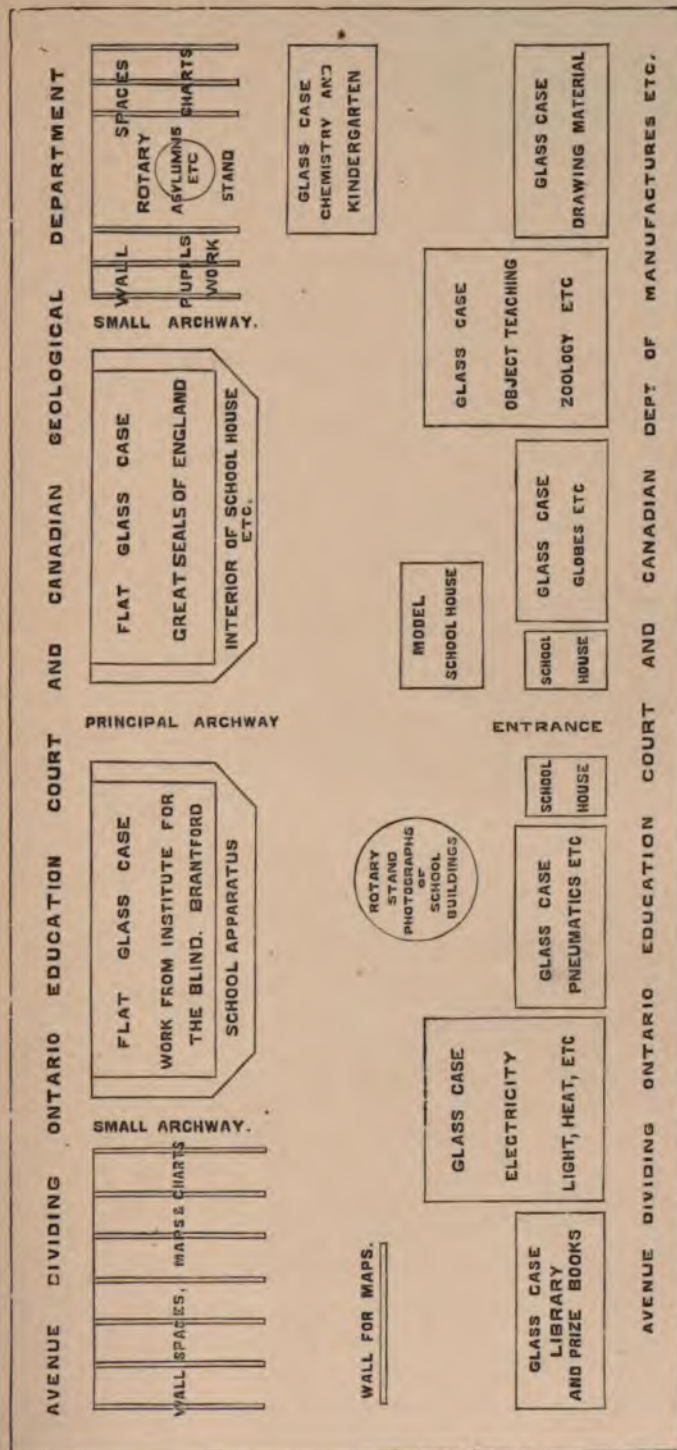 AVENUE DIVIDING ONTARIO EDUCATION COURT AND CANADIAN GEOLOGICAL DEPARTMENT
WALL SPACES, MAPS & CHARTS
SMALL ARCHWAY.
FLAT GLASS CASE
WORK FROM INSTITUTE FOR
THE BLIND. BRANTFORD
SCHOOL APPARATUS
PRINCIPAL ARCHWAY
FLAT GLASS CASE
GREAT SEALS OF ENGLAND
INTERIOR OF SCHOOL HOUSE
ETC.
SMALL ARCHWAY.
WALL SPACES
PUPILS
WORK
ROTARY
ASYLUMNS
ETC
STAND
CHARTS
GLASS CASE
CHEMISTRY AND
KINDERGARTEN
WALL FOR MAPS.
ROTARY
STAND
PHOTOGRAPHS
OF
SCHOOL
BUILDINGS
MODEL
SCHOOL HOUSE
GLASS CASE
LIBRARY
AND PRIZE BOOKS
GLASS CASE
ELECTRICITY
LIGHT, HEAT, ETC
GLASS CASE
PNEUMATICS ETC
SCHOOL
HOUSE
ENTRANCE
SCHOOL
HOUSE
GLASS CASE
GLOBES ETC
GLASS CASE
OBJECT TEACHING
ZOOLOGY ETC
GLASS CASE
DRAWING MATERIAL
AVENUE DIVIDING ONTARIO EDUCATION COURT AND CANADIAN DEPT OF MANUFACTURES ETC.